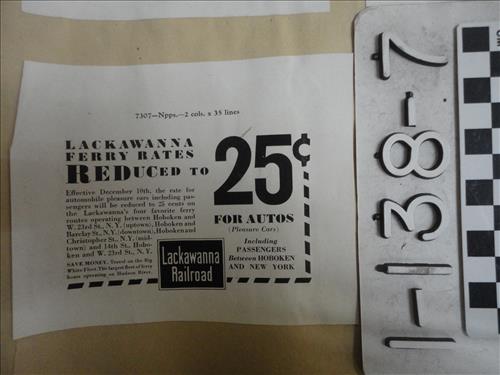 7307—Npps.—2 cols. x 35 lines
LACKAWANNA
FERRY RATES
REDUCED TO
25¢
Effective December 10th, the rate for
automobile pleasure cars including pas-
sengers will be reduced to 25 cents on
the Lackawanna's four favorite ferry
routes operating between Hoboken and
W. 23rd St., N.Y. (uptown), Hoboken and
Barclay St., N.Y. (downtown), Hoboken and
Christopher St., N.Y. (mid-
town) and 14th St., Hobo-
ken and W. 23rd St., N.Y.
SAVE MONEY. Travel on the Big
White Fleet. The largest fleet of ferry
boats operating on Hudson River.
Lackawanna
Railroad
FOR AUTOS
(Pleasure Cars)
Including
PASSENGERS
Between HOBOKEN
AND NEW YORK
1-138-7